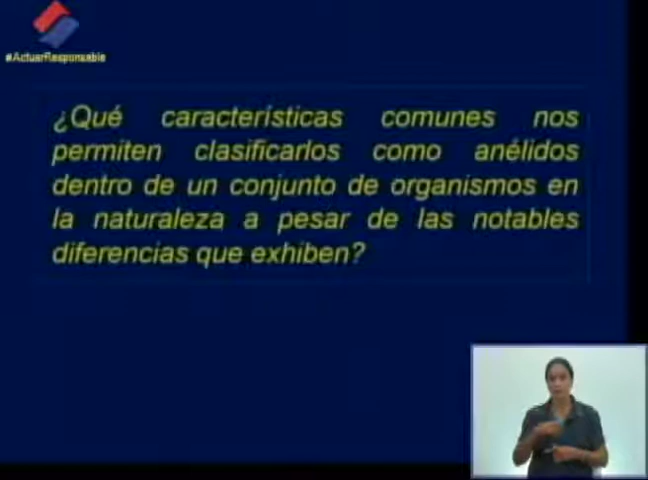 #ActuarResponsable
¿Qué características comunes nos
permiten clasificarlos como anélidos
dentro de un conjunto de organismos en
la naturaleza a pesar de las notables
diferencias que exhiben?